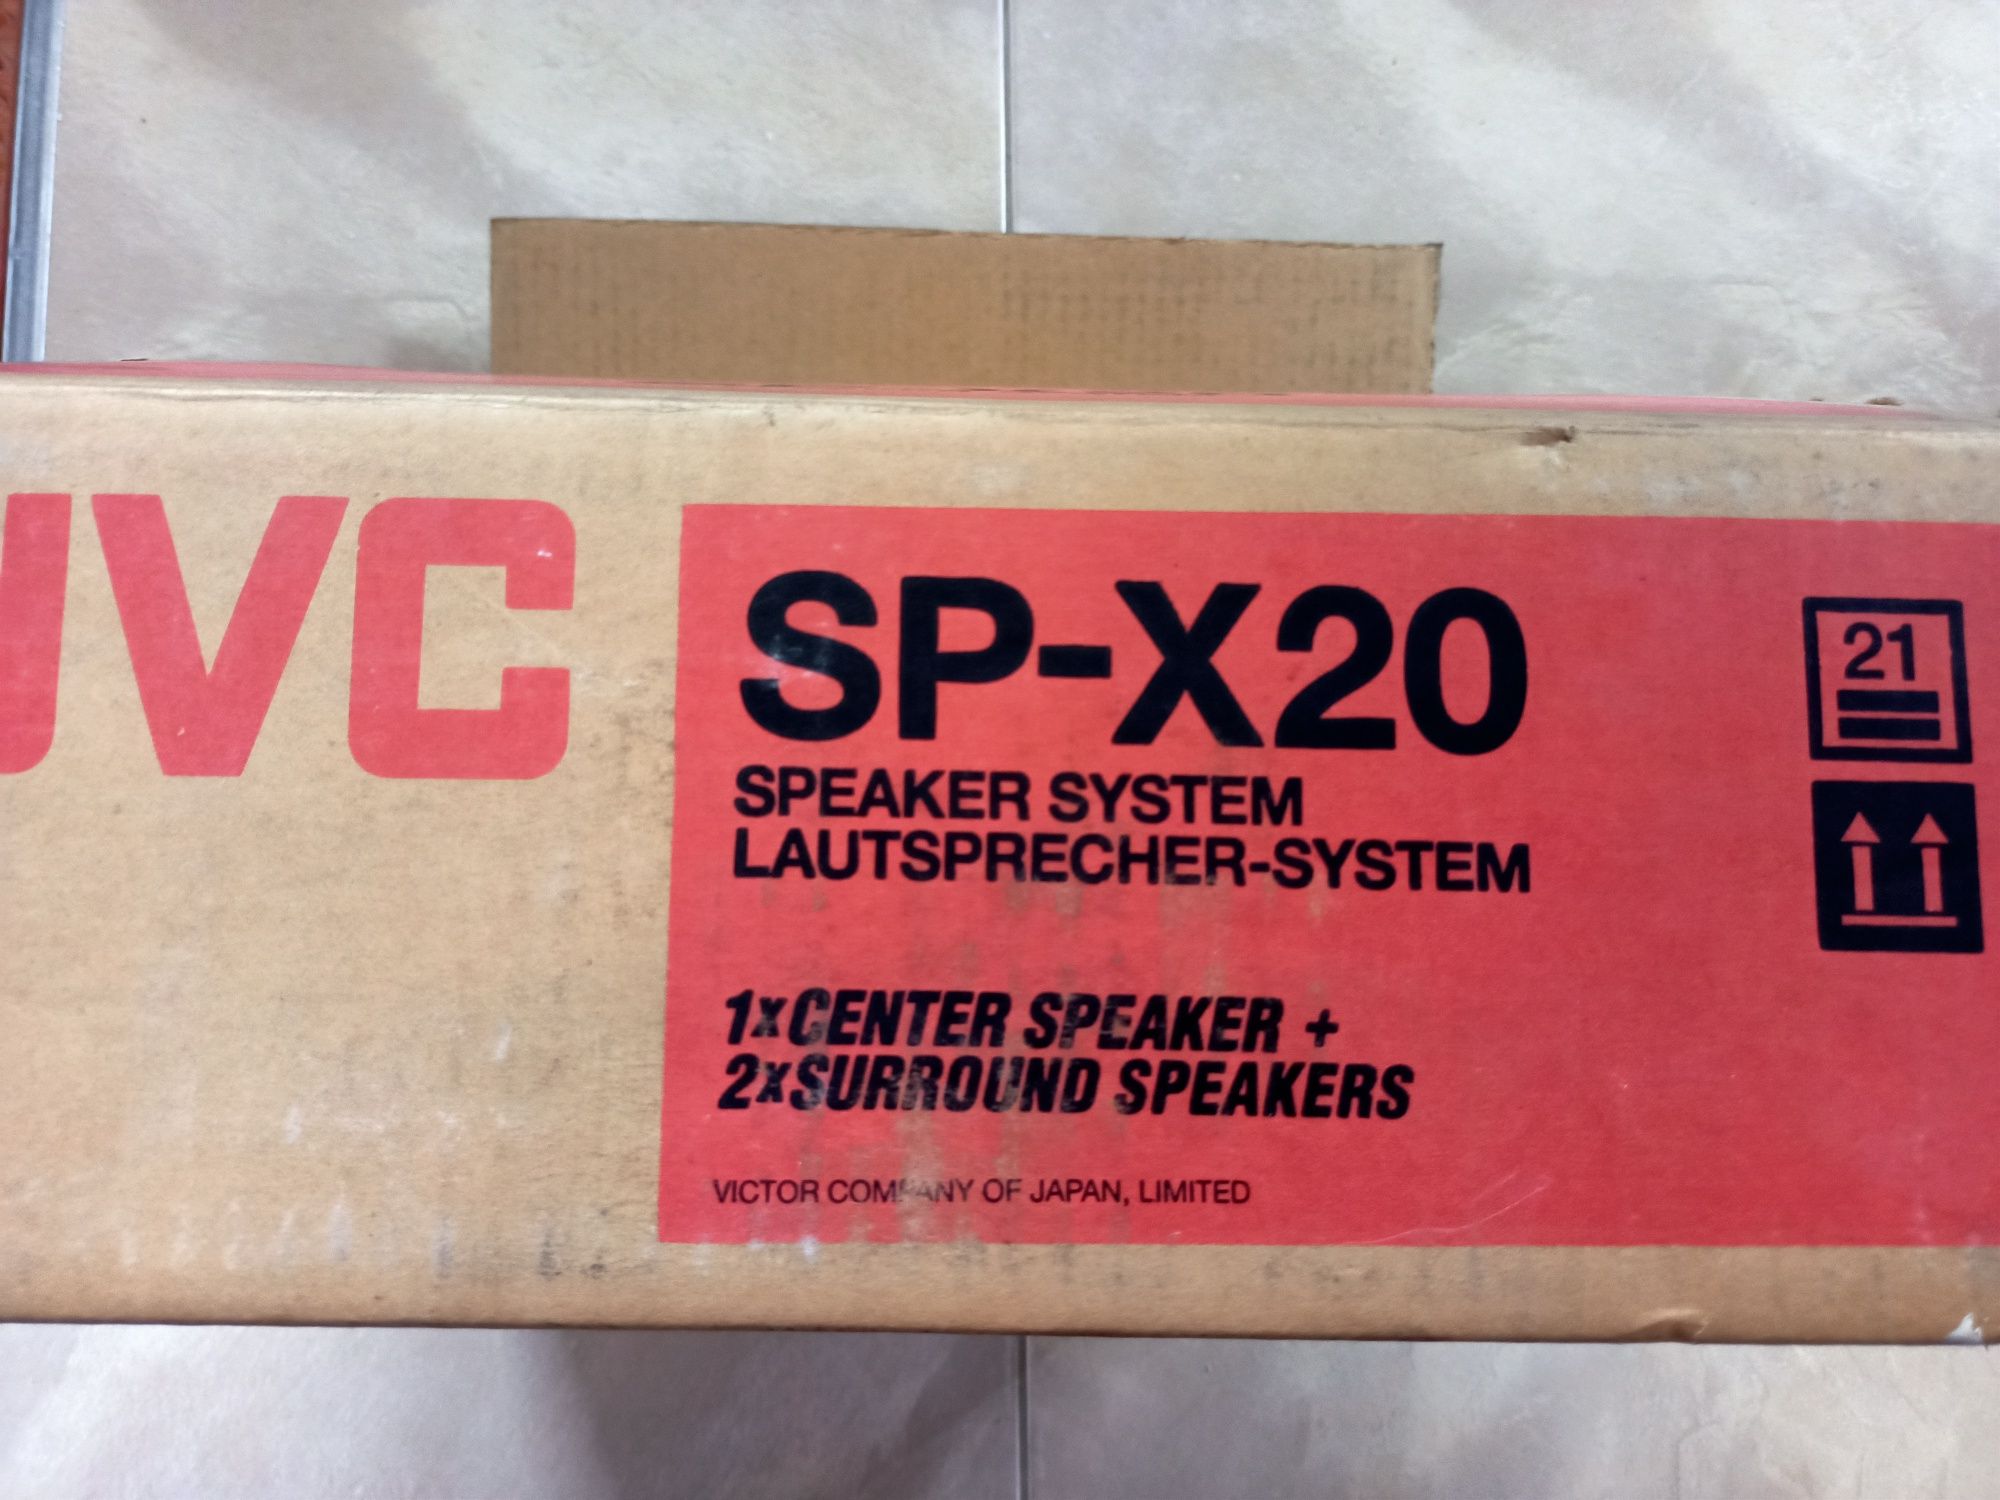 JVC
SP-X20
SPEAKER SYSTEM
LAUTSPRECHER-SYSTEM
1xCENTER SPEAKER +
2xSURROUND SPEAKERS
VICTOR COMPANY OF JAPAN, LIMITED
21